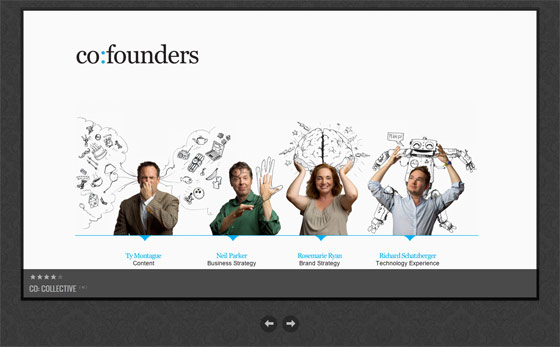 co:founders
Ty Montague
Content
Neil Parker
Business Strategy
Rosemarie Ryan
Brand Strategy
Richard Schatzberger
Technology Experience
CO: COLLECTIVE